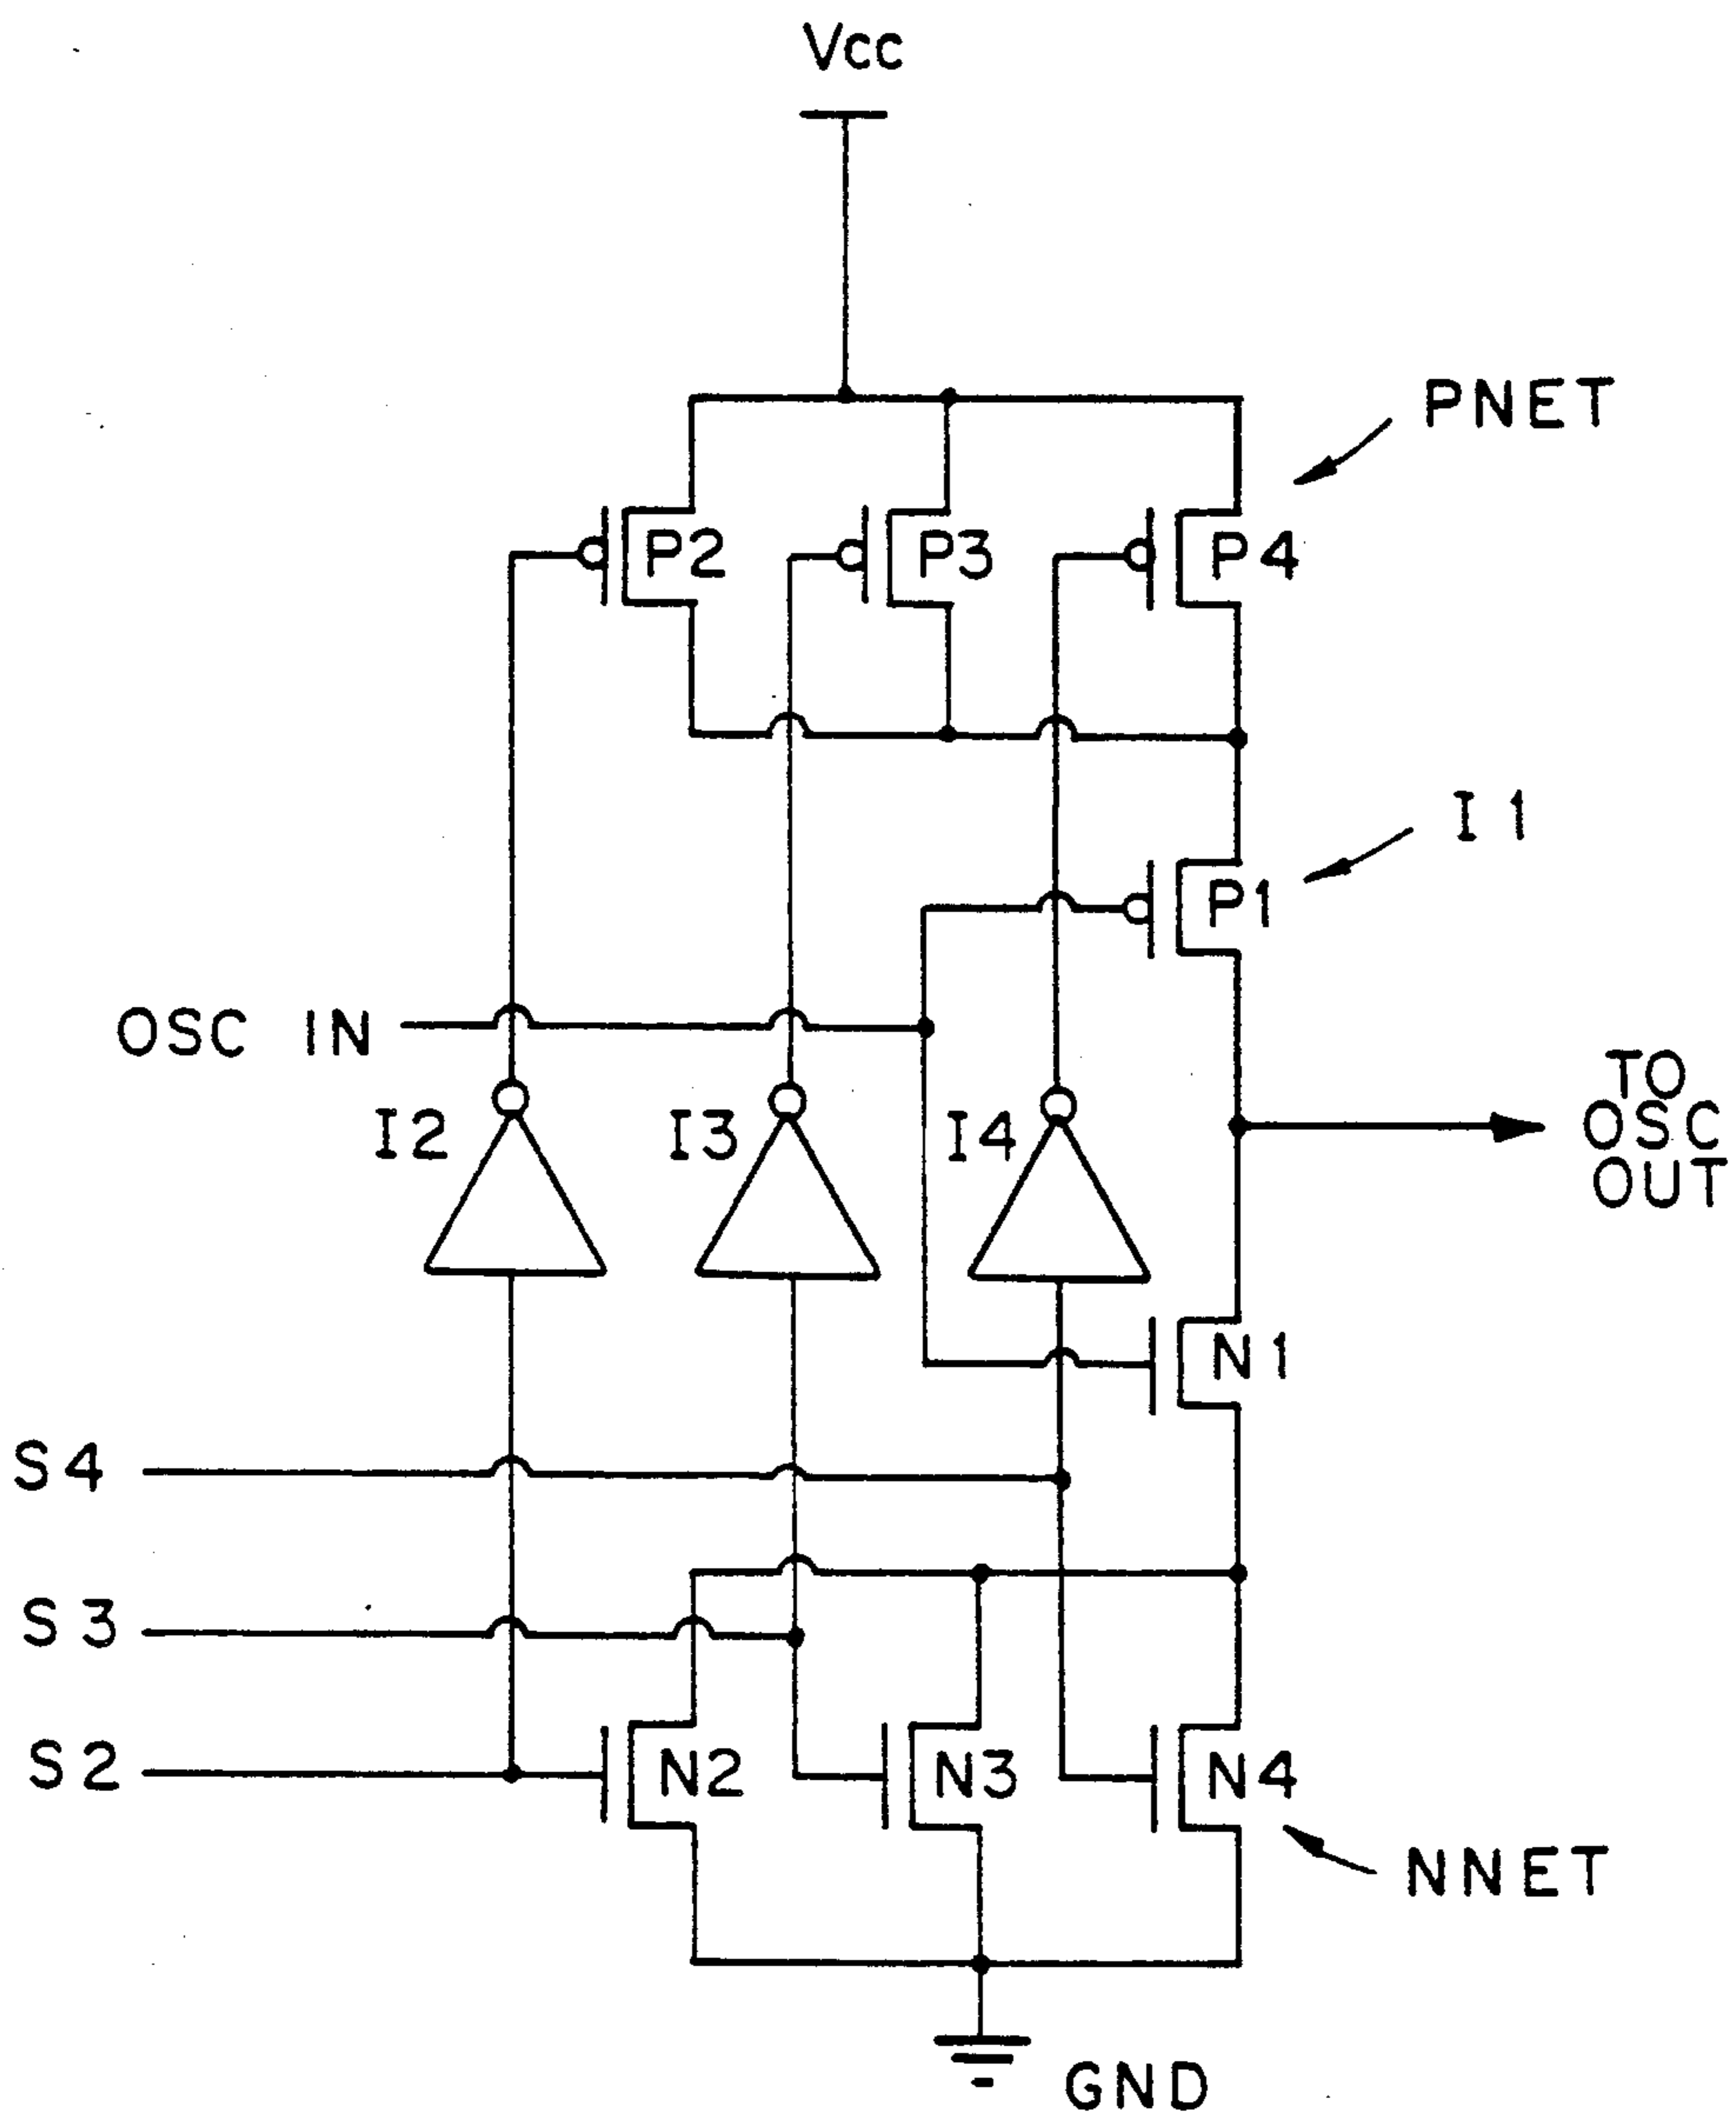 Vcc
PNET
P2
P3
P4
I1
P1
OSC IN
TO
OSC
OUT
I2
I3
I4
N1
S4
S3
S2
N2
N3
N4
NNET
GND